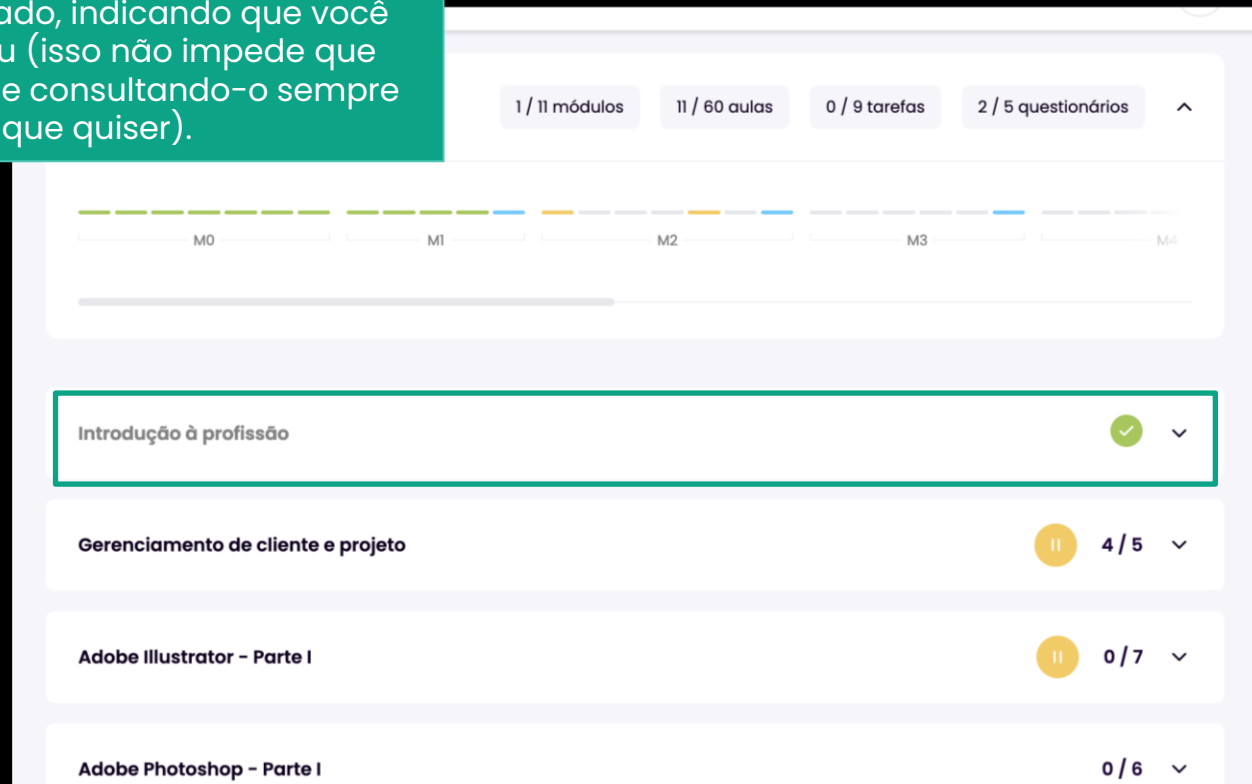 ado, indicando que você
u (isso não impede que
e consultando-o sempre
que quiser).
1 / 11 módulos 11 / 60 aulas 0 / 9 tarefas 2 / 5 questionários
M0 M1 M2 M3 M4
Introdução à profissão
Gerenciamento de cliente e projeto 4 / 5
Adobe Illustrator - Parte I 0 / 7
Adobe Photoshop - Parte I 0 / 6